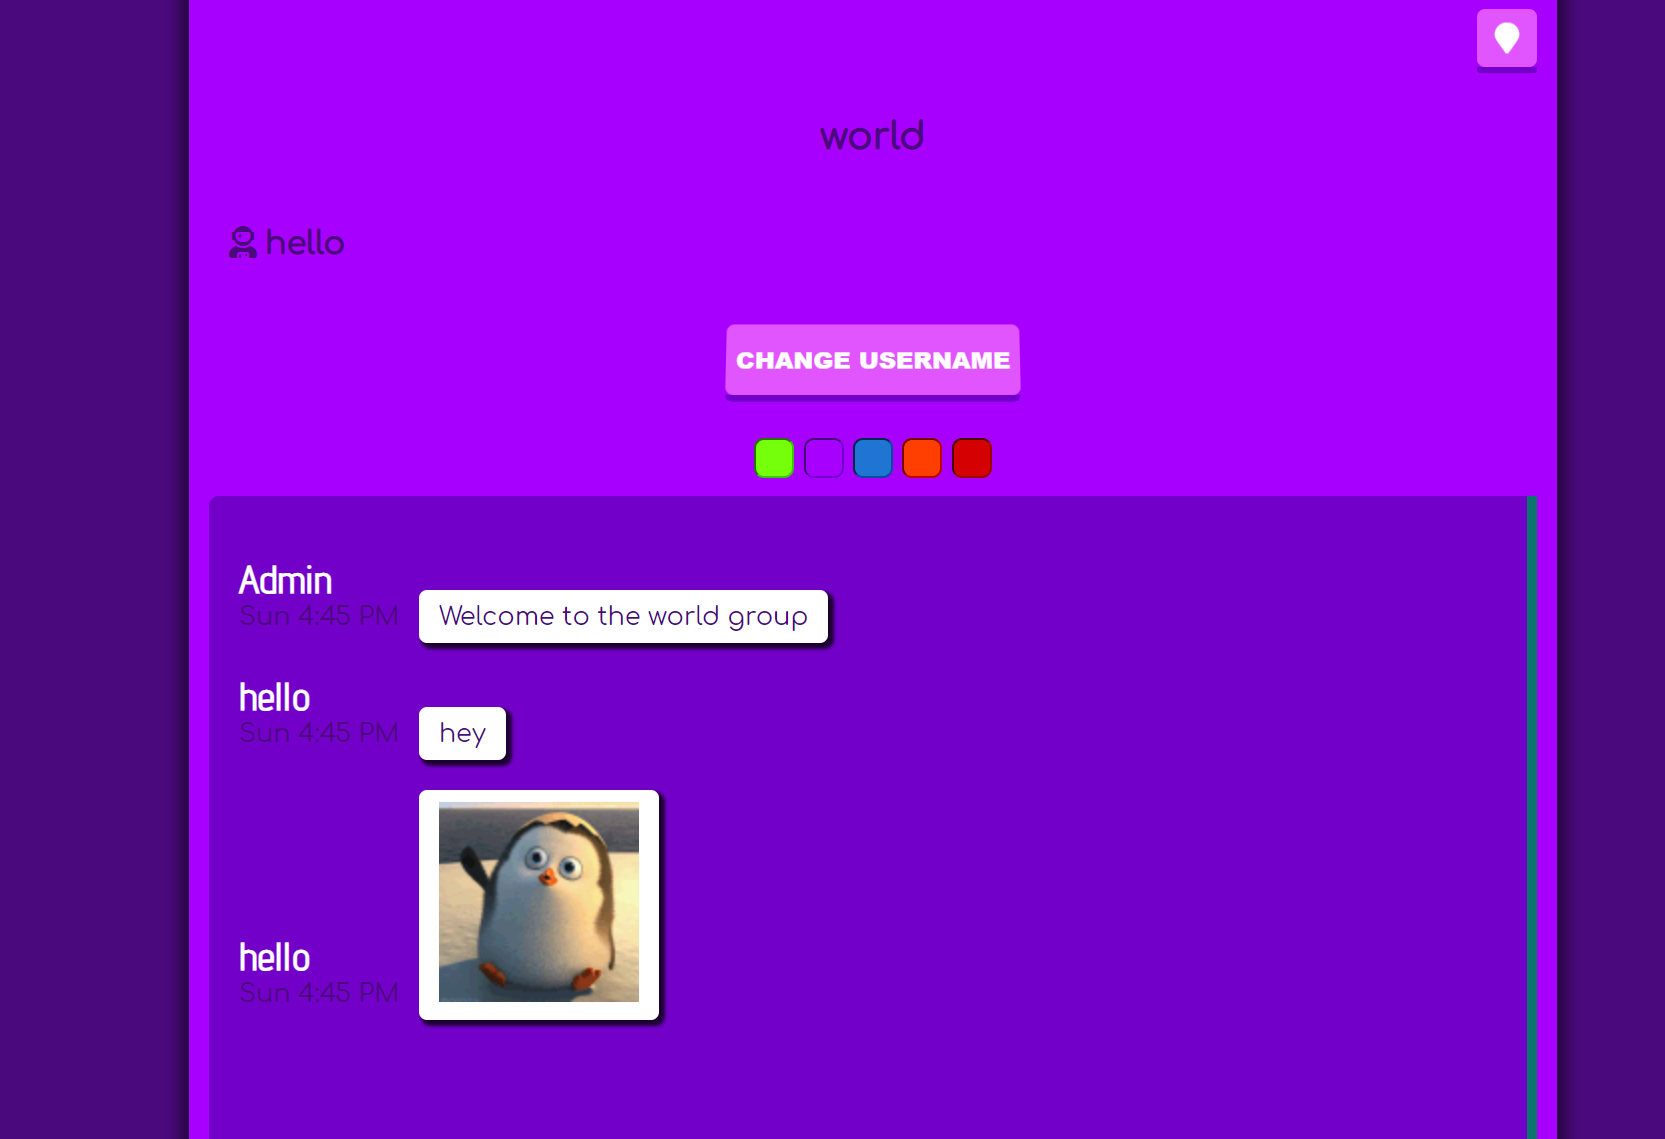 world
hello
CHANGE USERNAME
Admin
Sun 4:45 PM
Welcome to the world group
hello
Sun 4:45 PM
hey
hello
Sun 4:45 PM